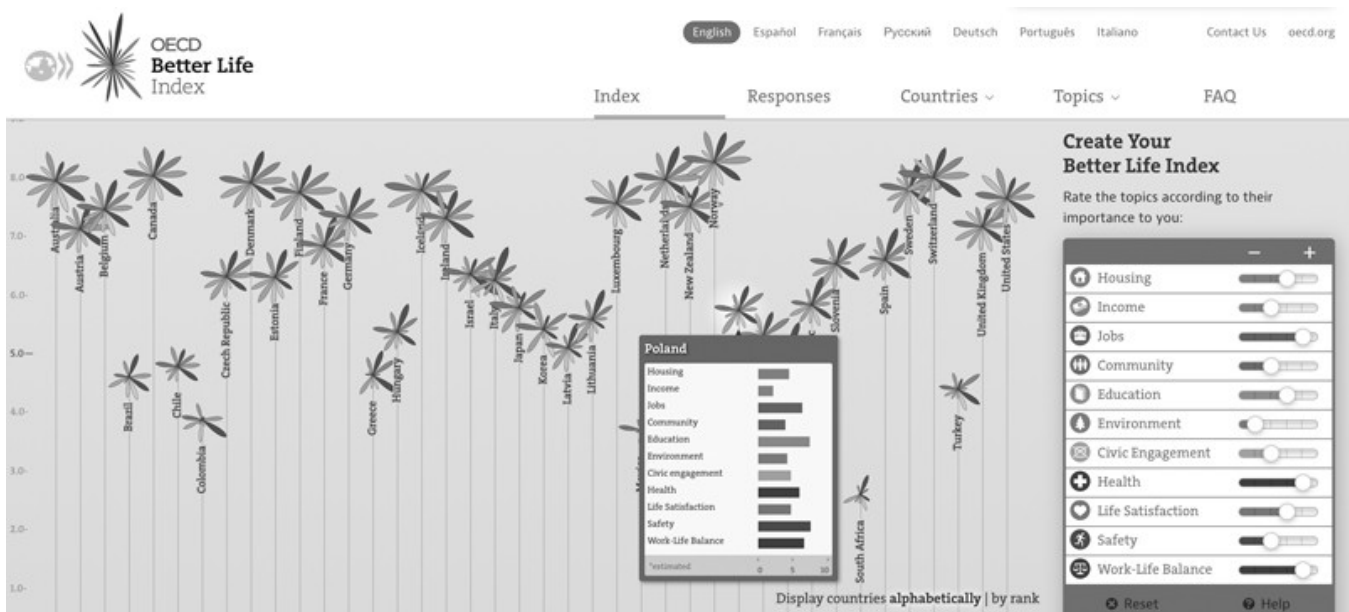 English Español Français Русский Deutsch Português Italiano Contact Us oecd.org
OECD
Better Life
Index
Index Responses Countries Topics FAQ
Create Your
Better Life Index
Rate the topics according to their
importance to you:
− +
Housing
Income
Jobs
Community
Education
Environment
Civic Engagement
Health
Life Satisfaction
Safety
Work-Life Balance
Reset Help
8.0
7.0
6.0
5.0
4.0
3.0
2.0
1.0
Australia
Austria
Belgium
Brazil
Canada
Chile
Colombia
Czech Republic
Denmark
Estonia
Finland
France
Germany
Greece
Hungary
Iceland
Ireland
Israel
Italy
Japan
Korea
Latvia
Lithuania
Luxembourg
Netherlands
New Zealand
Norway
Slovenia
South Africa
Spain
Sweden
Switzerland
Turkey
United Kingdom
United States
Poland
Housing
Income
Jobs
Community
Education
Environment
Civic engagement
Health
Life Satisfaction
Safety
Work-Life Balance
*estimated 0 5 10
Display countries alphabetically | by rank